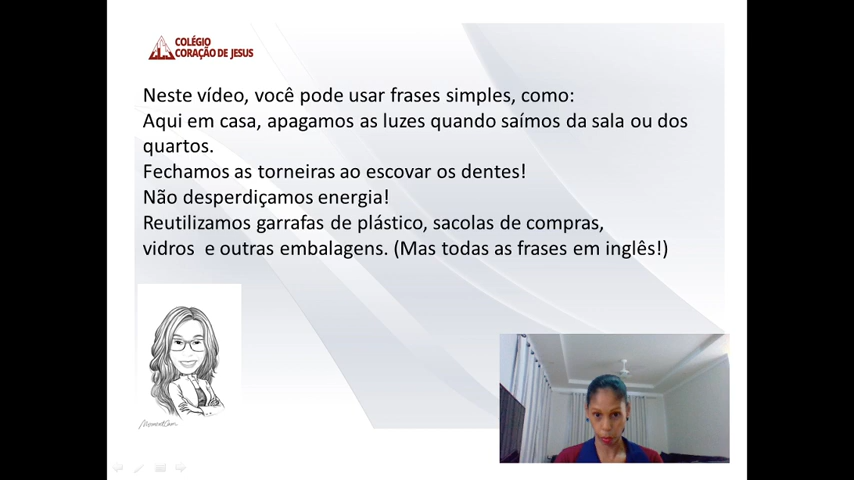 COLÉGIO
CORAÇÃO DE JESUS
Neste vídeo, você pode usar frases simples, como:
Aqui em casa, apagamos as luzes quando saímos da sala ou dos
quartos.
Fechamos as torneiras ao escovar os dentes!
Não desperdiçamos energia!
Reutilizamos garrafas de plástico, sacolas de compras,
vidros  e outras embalagens. (Mas todas as frases em inglês!)